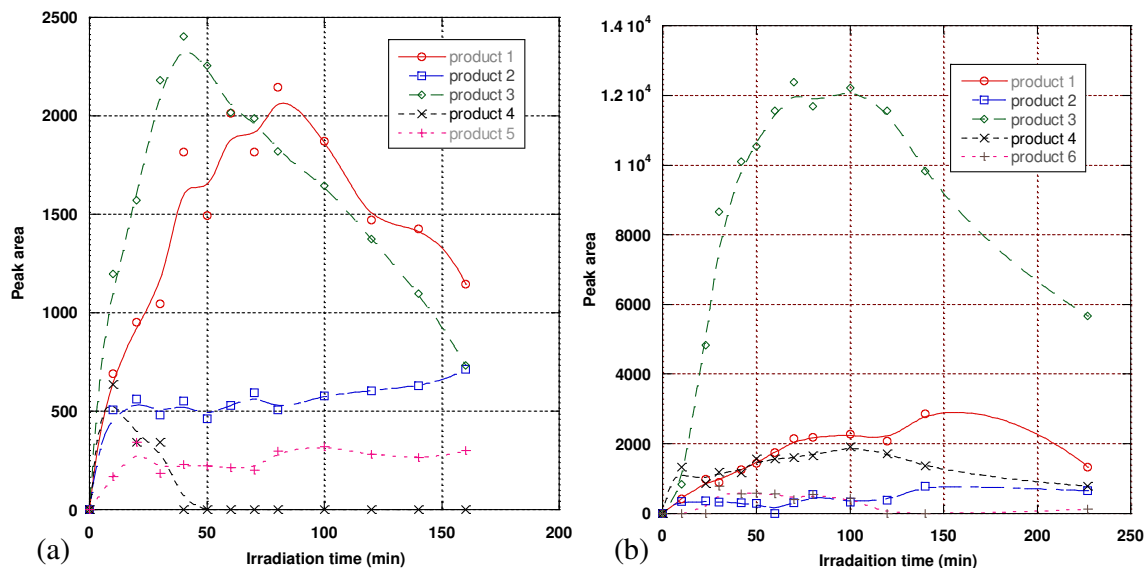 2500
2000
1500
1000
500
0
Peak area
product 1
product 2
product 3
product 4
product 5
0 50 100 150 200
Irradiation time (min)
(a)
1.4 10⁴
1.2 10⁴
1 10⁴
8000
6000
4000
2000
0
Peak area
product 1
product 2
product 3
product 4
product 6
0 50 100 150 200 250
Irradaition time (min)
(b)